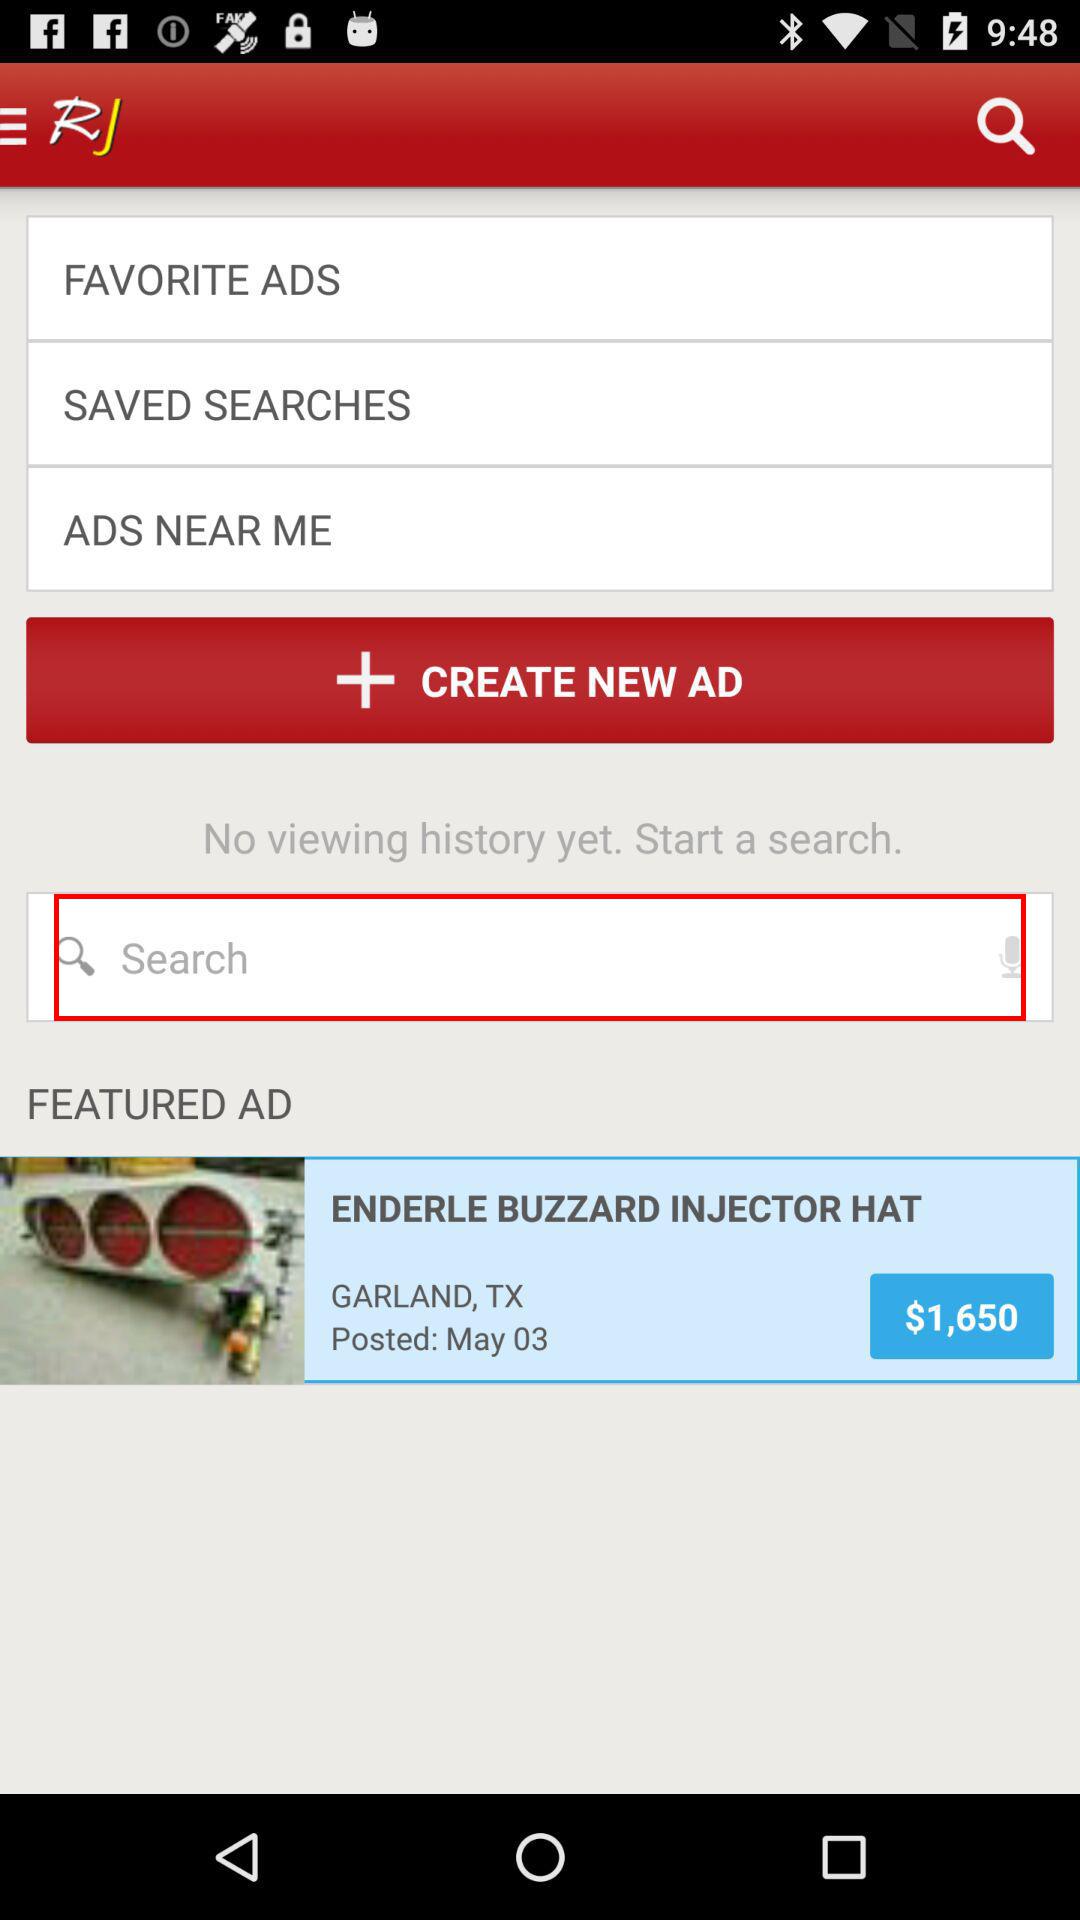 FAKE
9:48
RJ
FAVORITE ADS
SAVED SEARCHES
ADS NEAR ME
CREATE NEW AD
No viewing history yet. Start a search.
Search
FEATURED AD
ENDERLE BUZZARD INJECTOR HAT
GARLAND, TX
Posted: May 03
$1,650